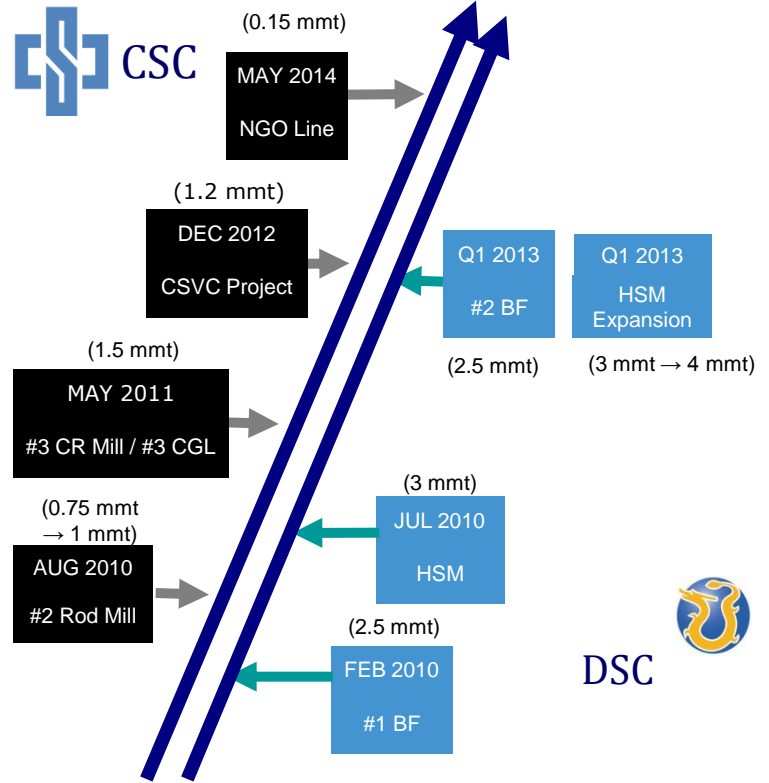 CSC
(0.15 mmt)
MAY 2014
NGO Line
(1.2 mmt)
DEC 2012
CSVC Project
Q1 2013
#2 BF
(2.5 mmt)
Q1 2013
HSM
Expansion
(3 mmt → 4 mmt)
(1.5 mmt)
MAY 2011
#3 CR Mill / #3 CGL
(0.75 mmt
→ 1 mmt)
AUG 2010
#2 Rod Mill
(3 mmt)
JUL 2010
HSM
(2.5 mmt)
FEB 2010
#1 BF
DSC